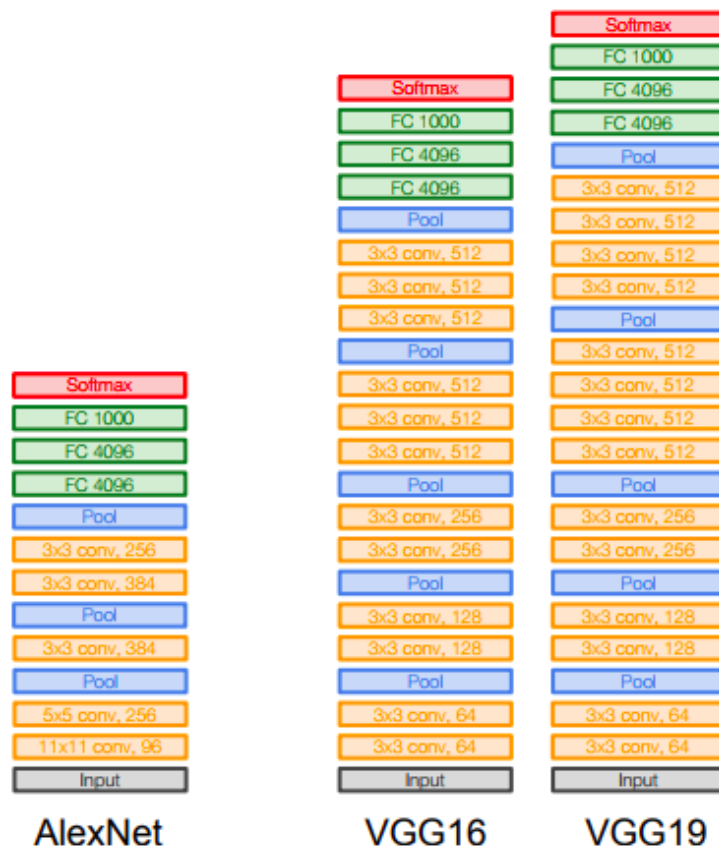 Softmax
FC 1000
FC 4096
FC 4096
Pool
3x3 conv, 256
3x3 conv, 384
Pool
3x3 conv, 384
Pool
5x5 conv, 256
11x11 conv, 96
Input
AlexNet
Softmax
FC 1000
FC 4096
FC 4096
Pool
3x3 conv, 512
3x3 conv, 512
3x3 conv, 512
Pool
3x3 conv, 512
3x3 conv, 512
3x3 conv, 512
Pool
3x3 conv, 256
3x3 conv, 256
Pool
3x3 conv, 128
3x3 conv, 128
Pool
3x3 conv, 64
3x3 conv, 64
Input
VGG16
Softmax
FC 1000
FC 4096
FC 4096
Pool
3x3 conv, 512
3x3 conv, 512
3x3 conv, 512
3x3 conv, 512
Pool
3x3 conv, 512
3x3 conv, 512
3x3 conv, 512
3x3 conv, 512
Pool
3x3 conv, 256
3x3 conv, 256
Pool
3x3 conv, 128
3x3 conv, 128
Pool
3x3 conv, 64
3x3 conv, 64
Input
VGG19